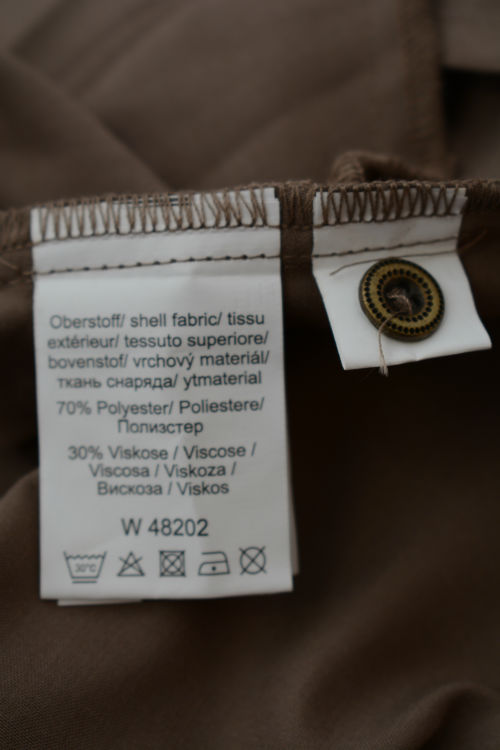 Oberstoff/ shell fabric/ tissu
extérieur/ tessuto superiore/
bovenstof/ vrchový materiál/
ткань снаряда/ ytmaterial
70% Polyester/ Poliestere/
Полиэстер
30% Viskose / Viscose /
Viscosa / Viskoza /
Вискоза / Viskos
W 48202
30°C